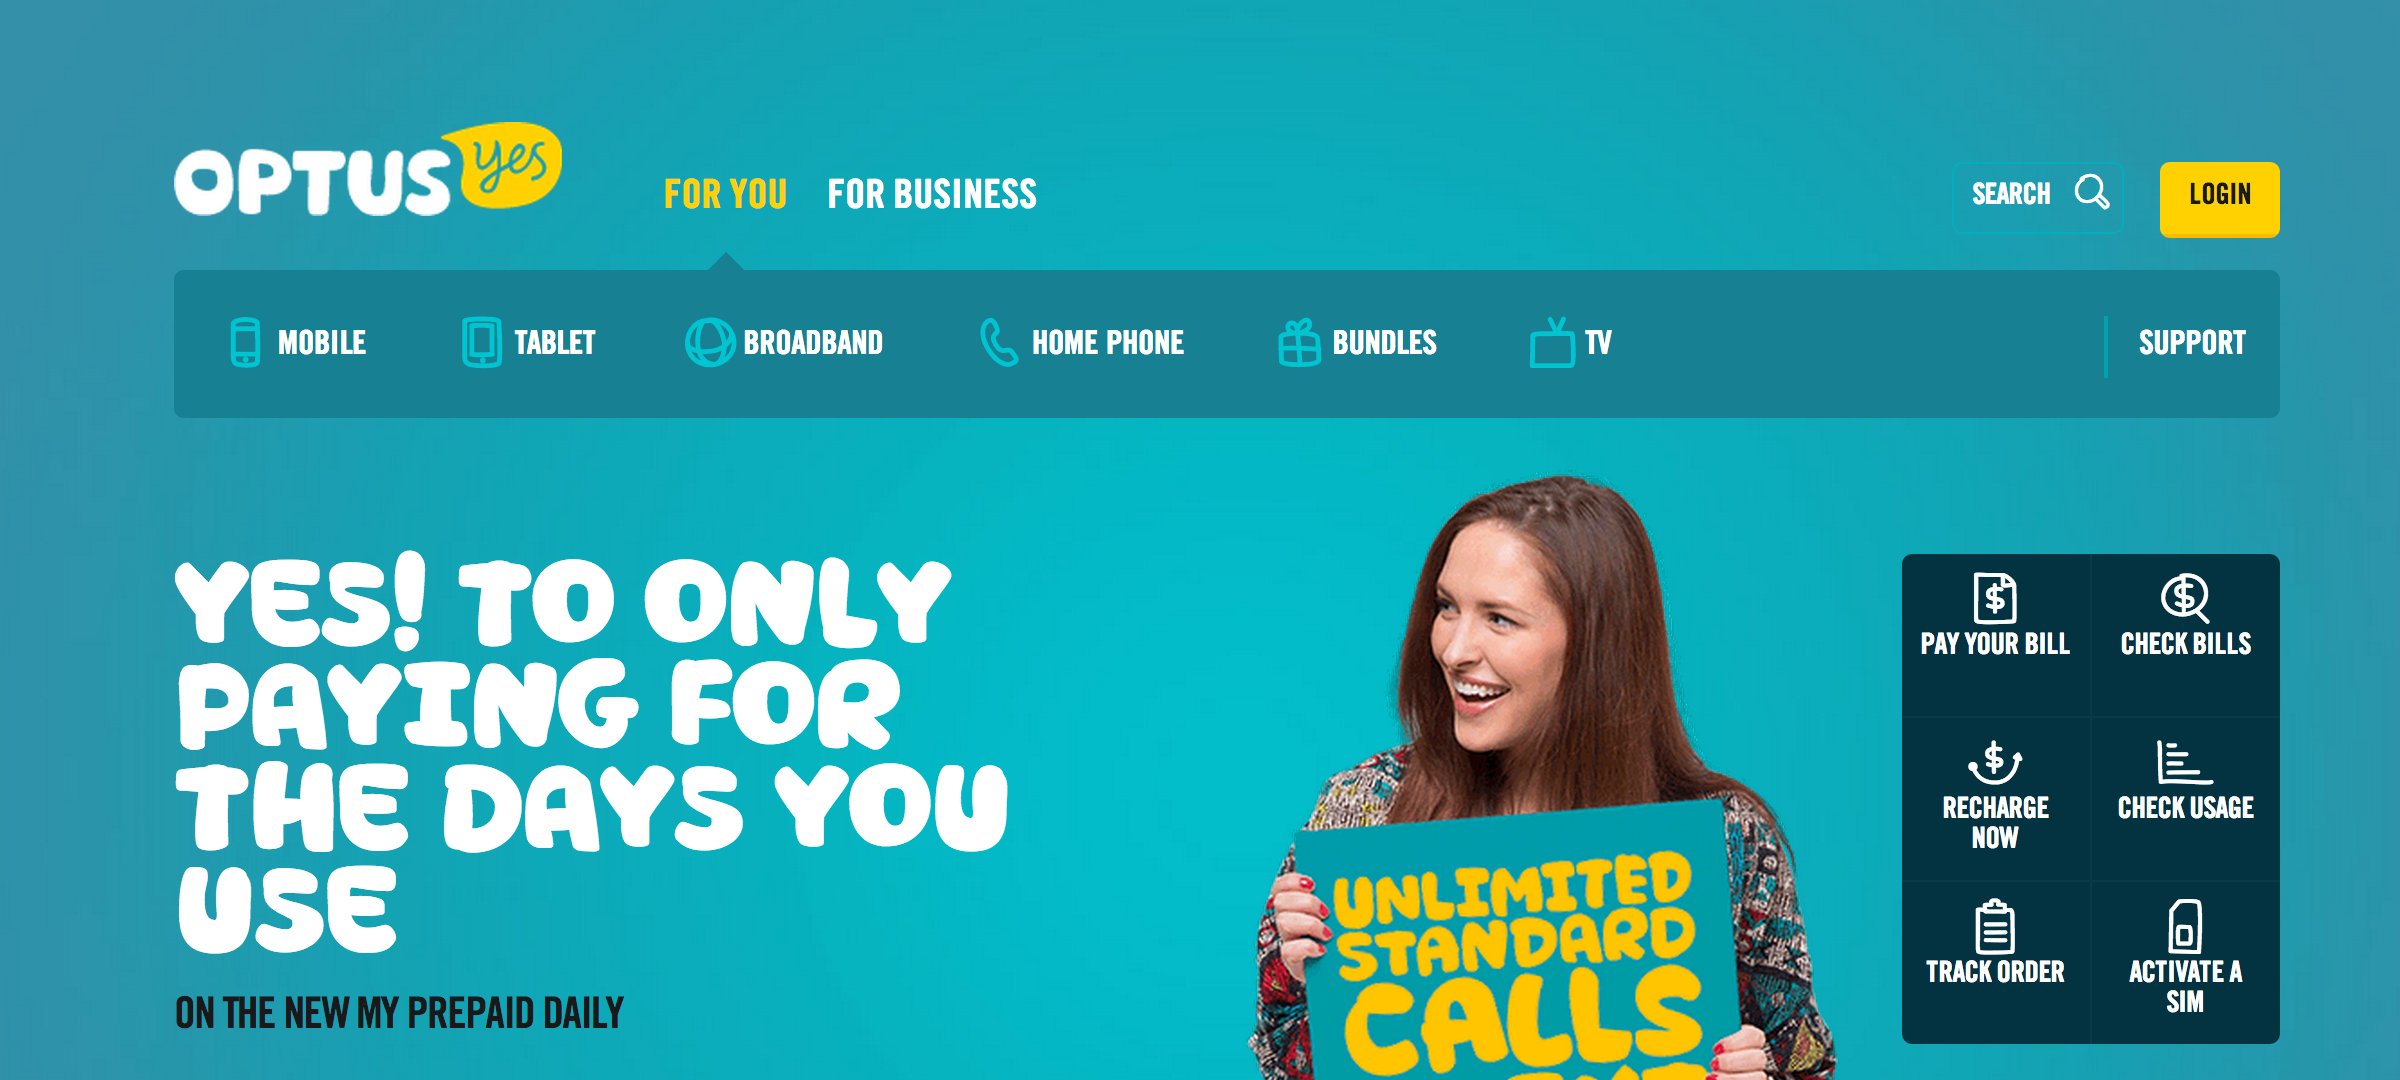 OPTUS yes
FOR YOU FOR BUSINESS
SEARCH LOGIN
MOBILE TABLET BROADBAND HOME PHONE BUNDLES TV SUPPORT
YES! TO ONLY
PAYING FOR
THE DAYS YOU
USE
ON THE NEW MY PREPAID DAILY
UNLIMITED
STANDARD
CALLS
PAY YOUR BILL
CHECK BILLS
RECHARGE
NOW
CHECK USAGE
TRACK ORDER
ACTIVATE A
SIM